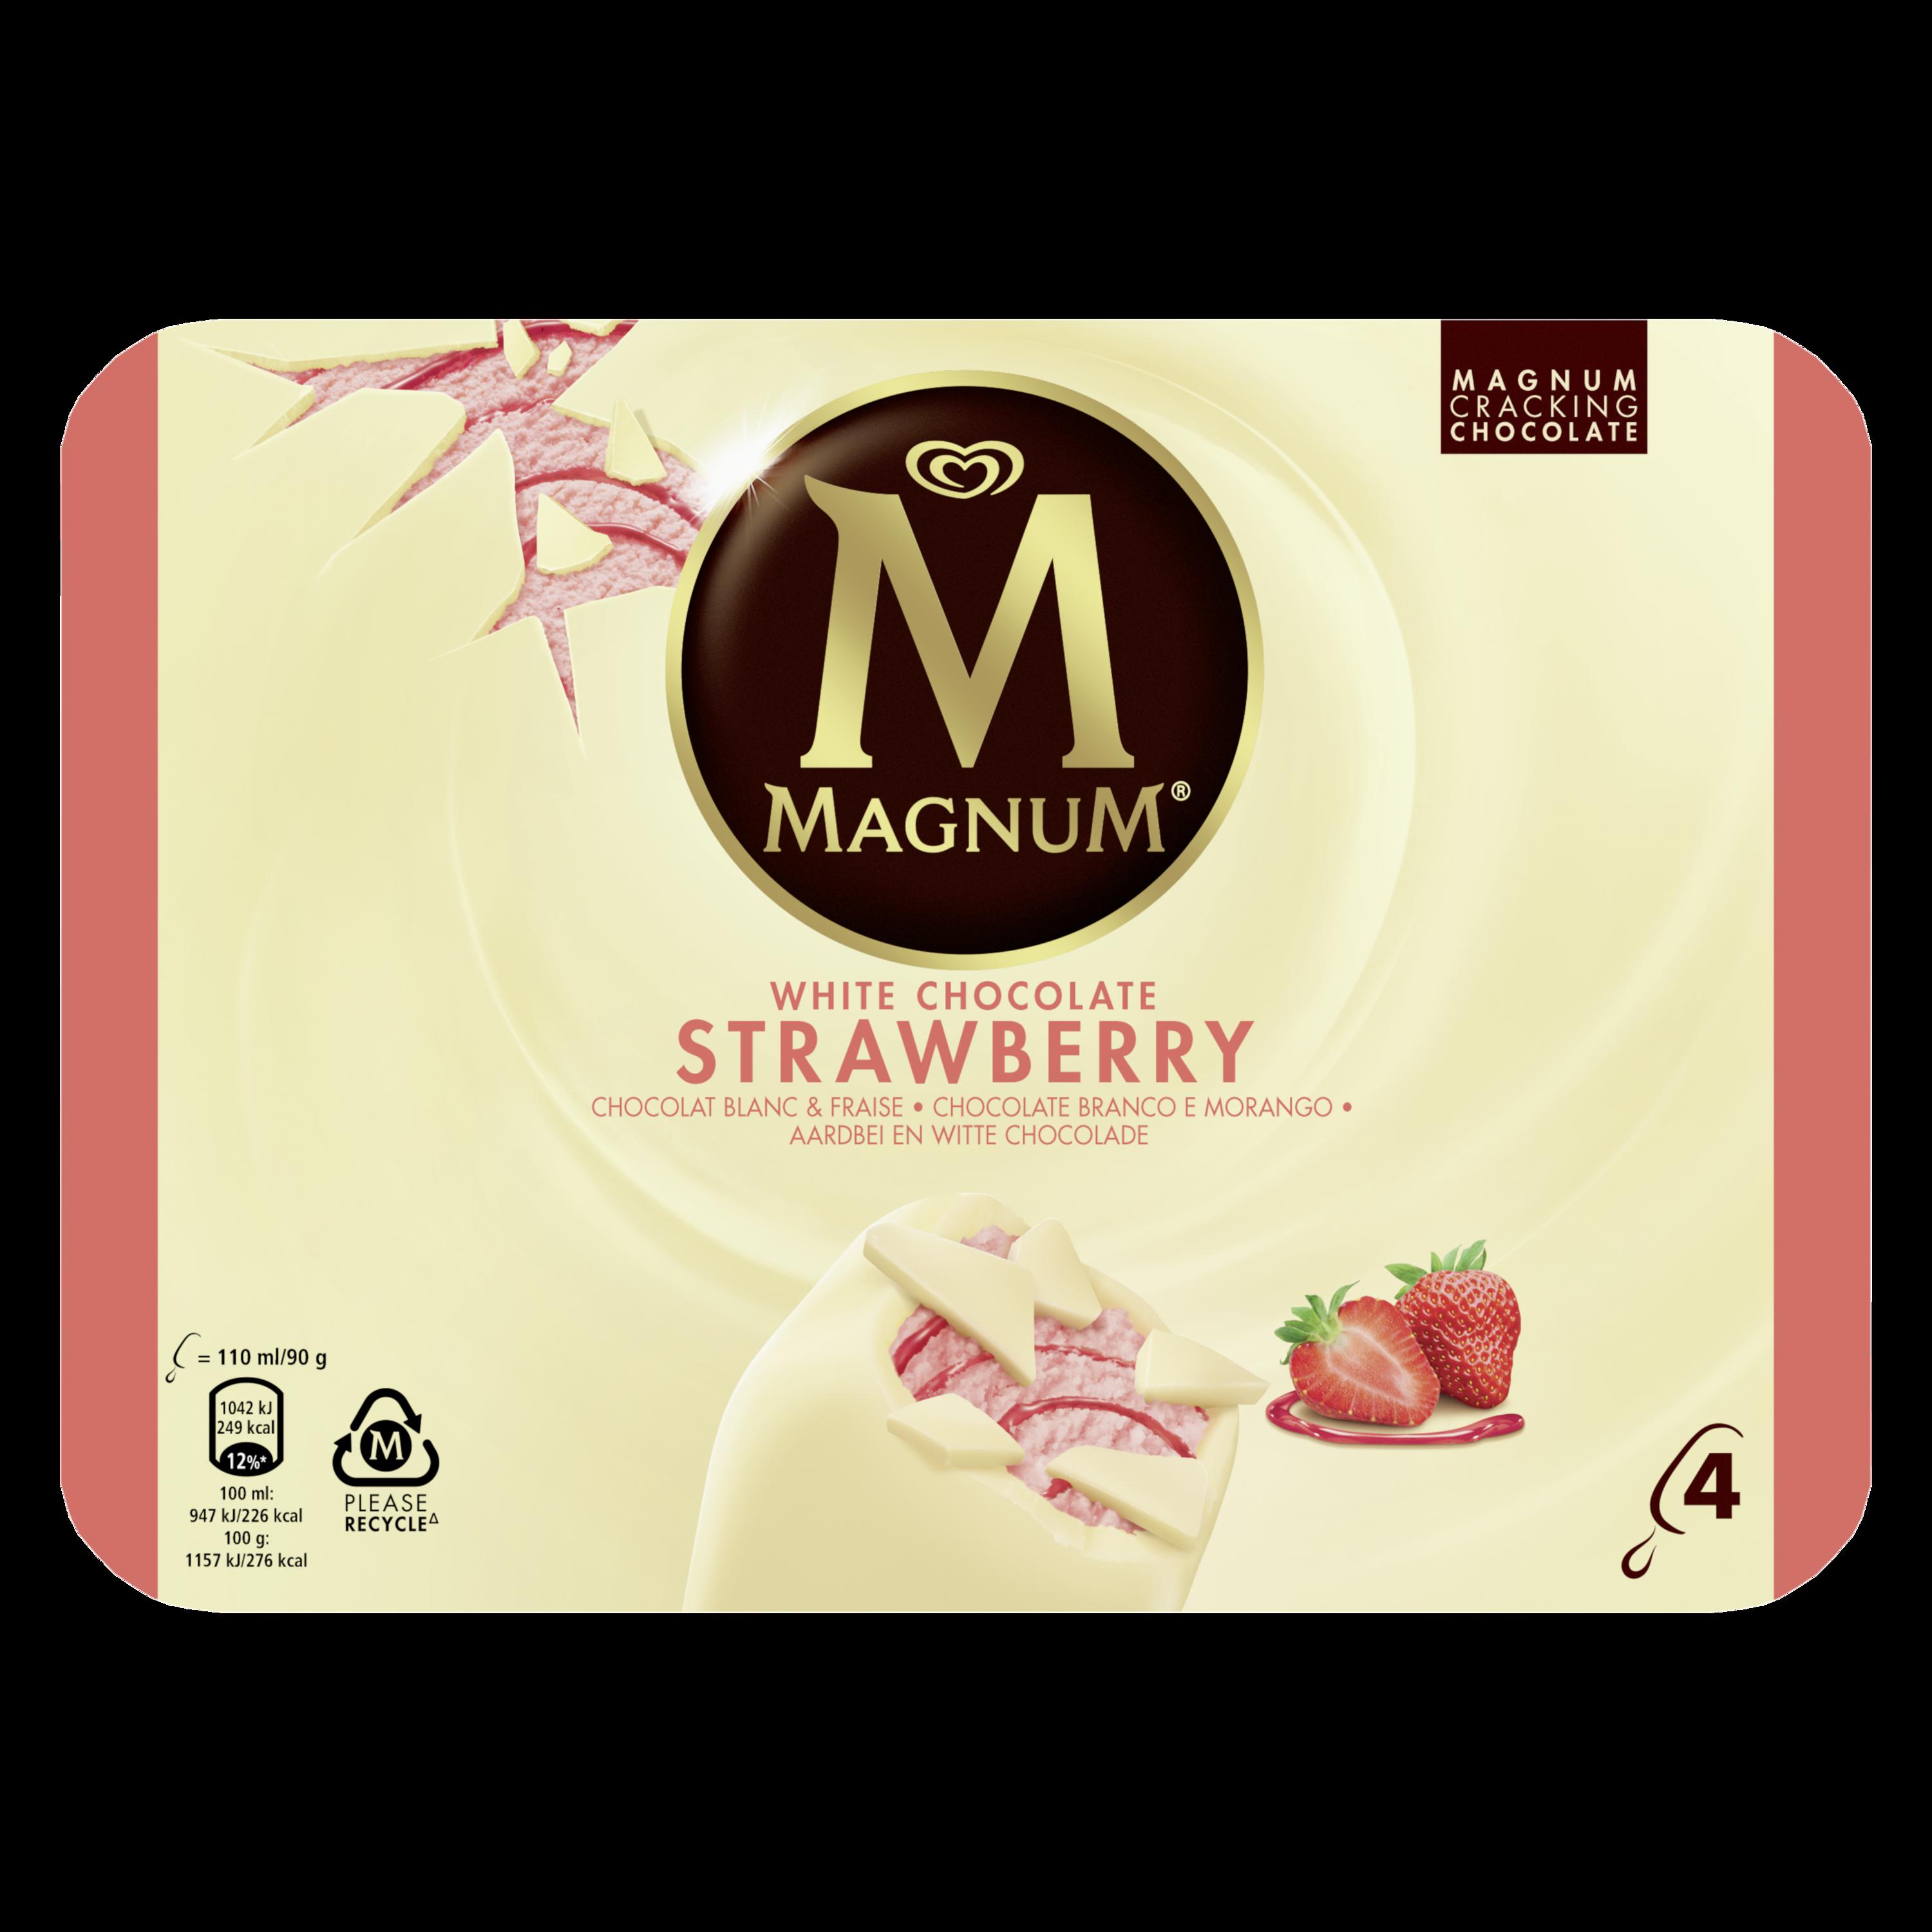 MAGNUM
CRACKING
CHOCOLATE
M
MAGNUM®
WHITE CHOCOLATE
STRAWBERRY
CHOCOLAT BLANC & FRAISE • CHOCOLATE BRANCO E MORANGO •
AARDBEI EN WITTE CHOCOLADE
= 110 ml/90 g
1042 kJ
249 kcal
12%*
100 ml:
947 kJ/226 kcal
100 g:
1157 kJ/276 kcal
M
PLEASE
RECYCLE∆
4